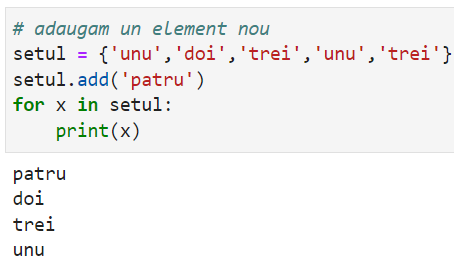 # adaugam un element nou
setul = {'unu','doi','trei','unu','trei'}
setul.add('patru')
for x in setul:
    print(x)
patru
doi
trei
unu